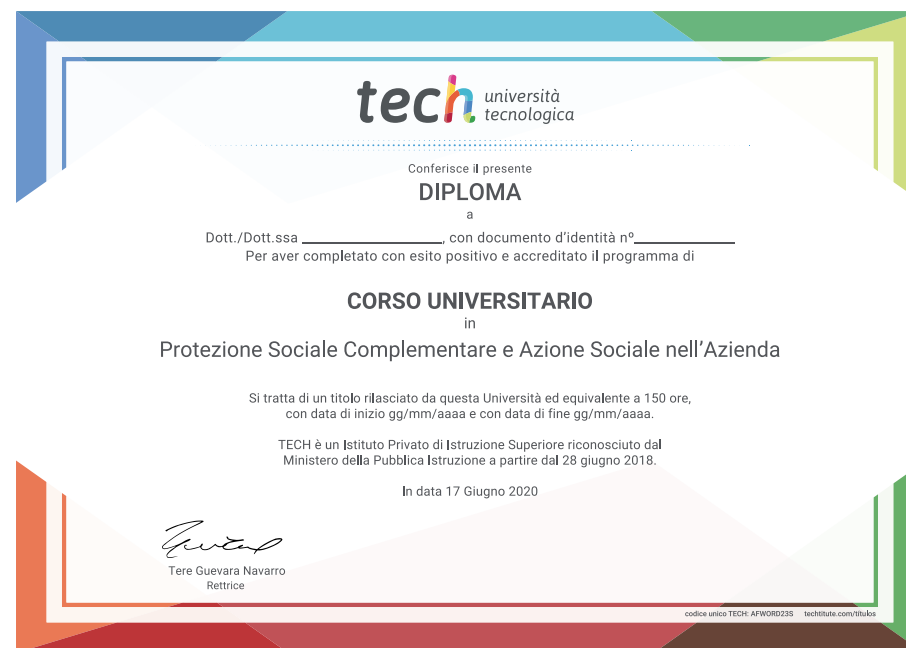 tech università
tecnologica
Conferisce il presente
DIPLOMA
a
Dott./Dott.ssa ____________________, con documento d'identità nº______________
Per aver completato con esito positivo e accreditato il programma di
CORSO UNIVERSITARIO
in
Protezione Sociale Complementare e Azione Sociale nell'Azienda
Si tratta di un titolo rilasciato da questa Università ed equivalente a 150 ore,
con data di inizio gg/mm/aaaa e con data di fine gg/mm/aaaa.
TECH è un Istituto Privato di Istruzione Superiore riconosciuto dal
Ministero della Pubblica Istruzione a partire dal 28 giugno 2018.
In data 17 Giugno 2020
Tere Guevara Navarro
Rettrice
codice unico TECH: AFWORD23S techtitute.com/títulos